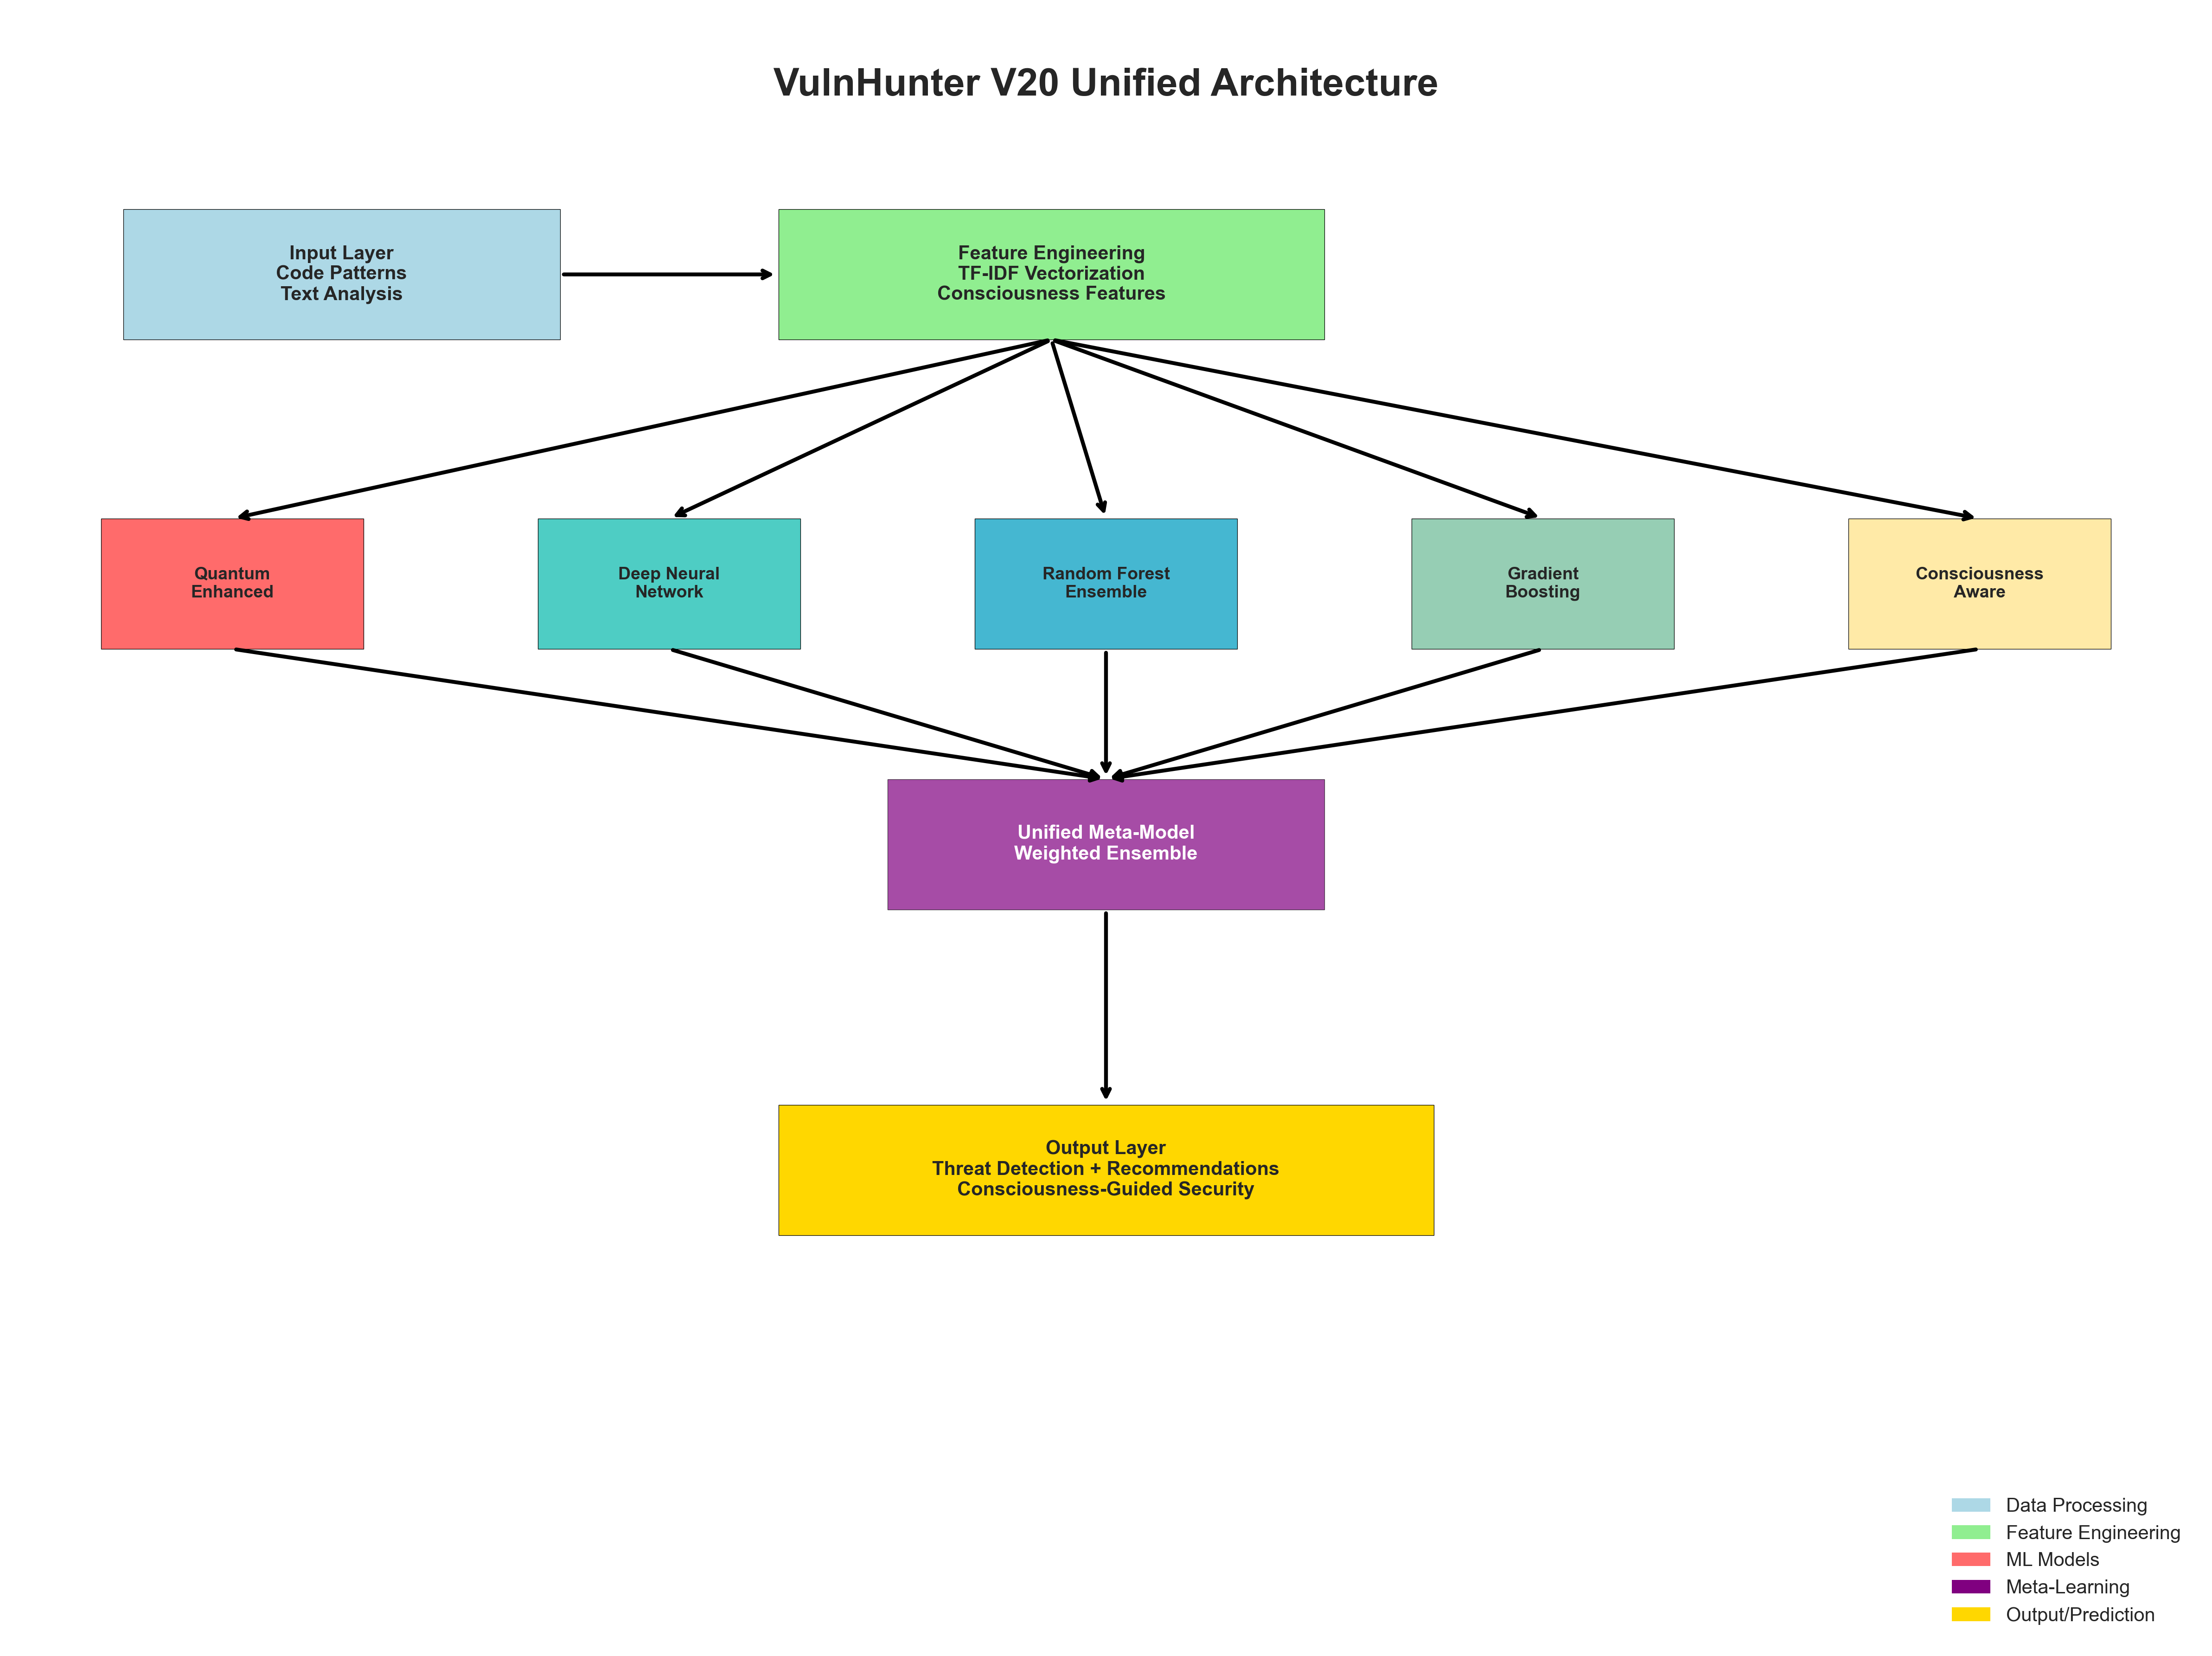 VulnHunter V20 Unified Architecture
Input Layer
Code Patterns
Text Analysis
Feature Engineering
TF-IDF Vectorization
Consciousness Features
Quantum
Enhanced
Deep Neural
Network
Random Forest
Ensemble
Gradient
Boosting
Consciousness
Aware
Unified Meta-Model
Weighted Ensemble
Output Layer
Threat Detection + Recommendations
Consciousness-Guided Security
Data Processing
Feature Engineering
ML Models
Meta-Learning
Output/Prediction